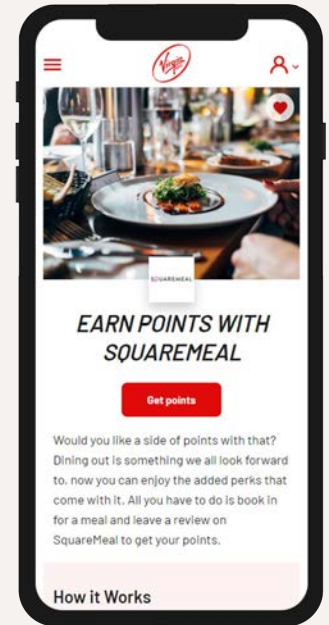 Virgin
SQUAREMEAL
EARN POINTS WITH
SQUAREMEAL
Get points
Would you like a side of points with that?
Dining out is something we all look forward
to, now you can enjoy the added perks that
come with it. All you have to do is book in
for a meal and leave a review on
SquareMeal to get your points.
How it Works